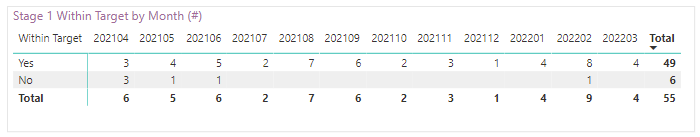 Stage 1 Within Target by Month (#)
Within Target 202104 202105 202106 202107 202108 202109 202110 202111 202112 202201 202202 202203 Total
Yes 3 4 5 2 7 6 2 3 1 4 8 4 49
No 3 1 1 1 6
Total 6 5 6 2 7 6 2 3 1 4 9 4 55